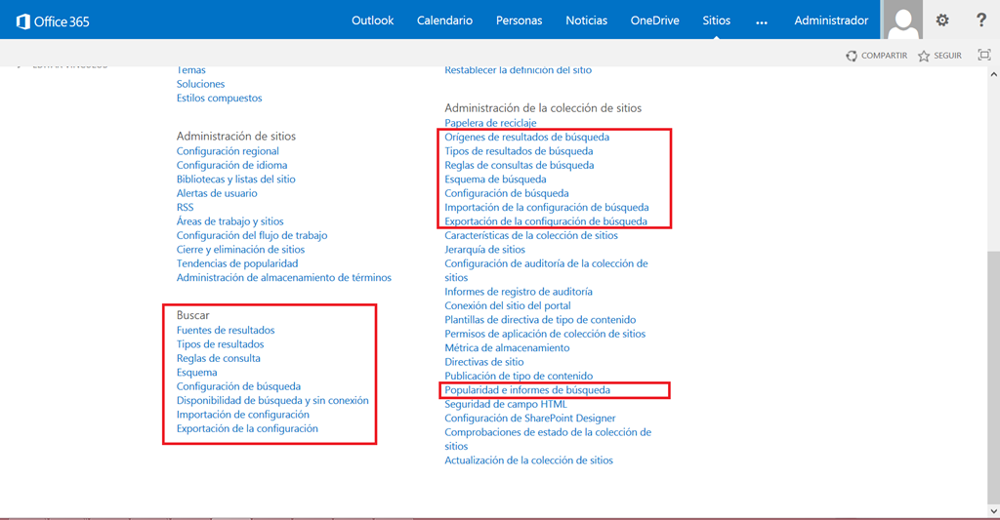 Office 365
Outlook
Calendario
Personas
Noticias
OneDrive
Sitios
...
Administrador
?
COMPARTIR
SEGUIR
Temas
Soluciones
Estilos compuestos
Administración de sitios
Configuración regional
Configuración de idioma
Bibliotecas y listas del sitio
Alertas de usuario
RSS
Áreas de trabajo y sitios
Configuración del flujo de trabajo
Cierre y eliminación de sitios
Tendencias de popularidad
Administración de almacenamiento de términos
Buscar
Fuentes de resultados
Tipos de resultados
Reglas de consulta
Esquema
Configuración de búsqueda
Disponibilidad de búsqueda y sin conexión
Importación de configuración
Exportación de la configuración
Restablecer la definición del sitio
Administración de la colección de sitios
Papelera de reciclaje
Orígenes de resultados de búsqueda
Tipos de resultados de búsqueda
Reglas de consultas de búsqueda
Esquema de búsqueda
Configuración de búsqueda
Importación de la configuración de búsqueda
Exportación de la configuración de búsqueda
Características de la colección de sitios
Jerarquía de sitios
Configuración de auditoría de la colección de
sitios
Informes de registro de auditoría
Conexión del sitio del portal
Plantillas de directiva de tipo de contenido
Permisos de aplicación de colección de sitios
Métrica de almacenamiento
Directivas de sitio
Publicación de tipo de contenido
Popularidad e informes de búsqueda
Seguridad de campo HTML
Configuración de SharePoint Designer
Comprobaciones de estado de la colección de
sitios
Actualización de la colección de sitios